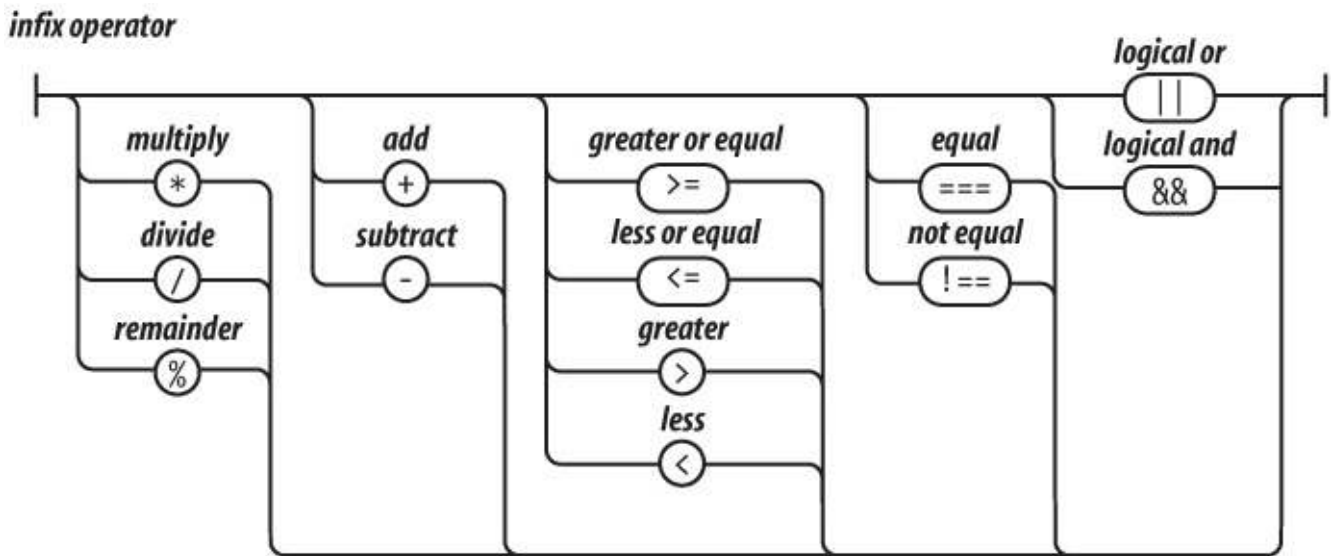 infix operator
multiply
*
divide
/
remainder
%
add
+
subtract
-
greater or equal
>=
less or equal
<=
greater
>
less
<
equal
===
not equal
!==
logical or
||
logical and
&&